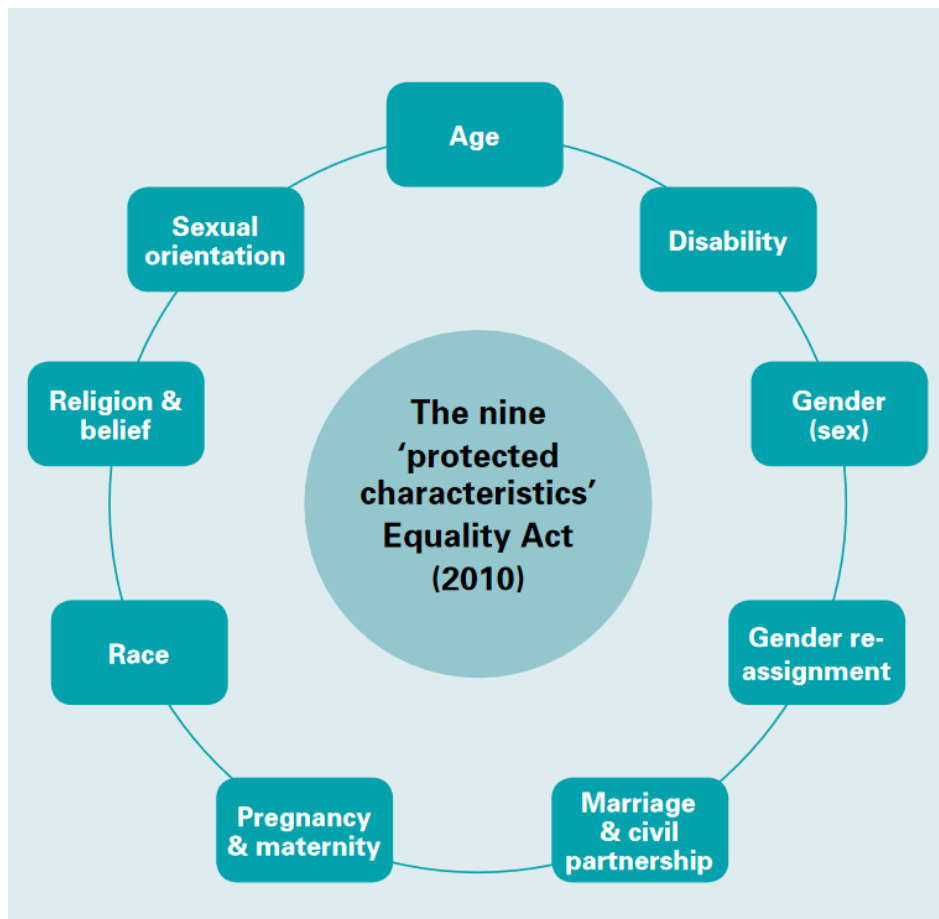 Age
Disability
Gender
(sex)
Gender re-
assignment
Marriage
& civil
partnership
Pregnancy
& maternity
Race
Religion &
belief
Sexual
orientation
The nine
‘protected
characteristics’
Equality Act
(2010)